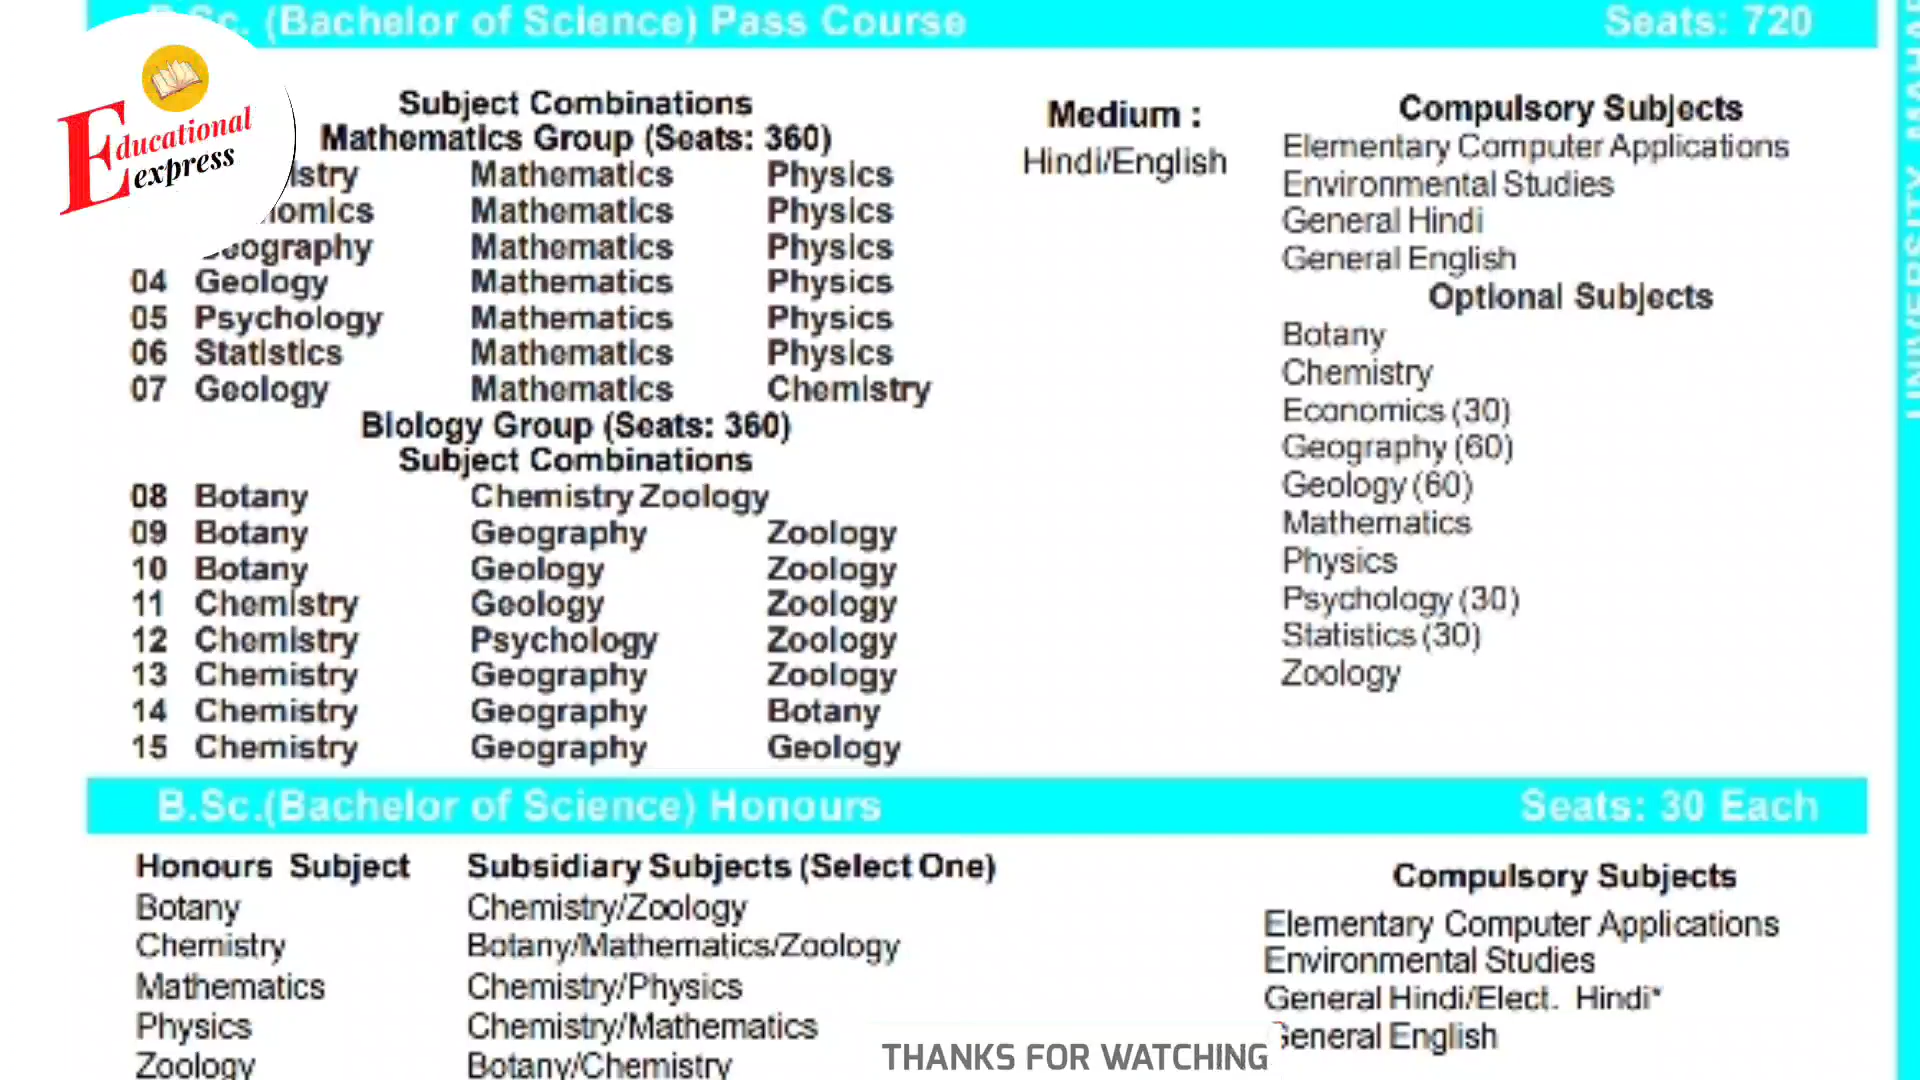 (Bachelor of Science) Pass Course Seats: 720
Educational
express
Subject Combinations
Mathematics Group (Seats: 360)
Mathematics Physics
Mathematics Physics
Mathematics Physics
04 Geology Mathematics Physics
05 Psychology Mathematics Physics
06 Statistics Mathematics Physics
07 Geology Mathematics Chemistry
Biology Group (Seats: 360)
Subject Combinations
08 Botany Chemistry Zoology
09 Botany Geography Zoology
10 Botany Geology Zoology
11 Chemistry Geology Zoology
12 Chemistry Psychology Zoology
13 Chemistry Geography Zoology
14 Chemistry Geography Botany
15 Chemistry Geography Geology
Medium :
Hindi/English
Compulsory Subjects
Elementary Computer Applications
Environmental Studies
General Hindi
General English
Optional Subjects
Botany
Chemistry
Economics (30)
Geography (60)
Geology (60)
Mathematics
Physics
Psychology (30)
Statistics (30)
Zoology
B.Sc.(Bachelor of Science) Honours Seats: 30 Each
Honours Subject Subsidiary Subjects (Select One)
Botany Chemistry/Zoology
Chemistry Botany/Mathematics/Zoology
Mathematics Chemistry/Physics
Physics Chemistry/Mathematics
Zoology Botany/Chemistry
Compulsory Subjects
Elementary Computer Applications
Environmental Studies
General Hindi/Elect. Hindi*
General English
THANKS FOR WATCHING
UNIVERSITY